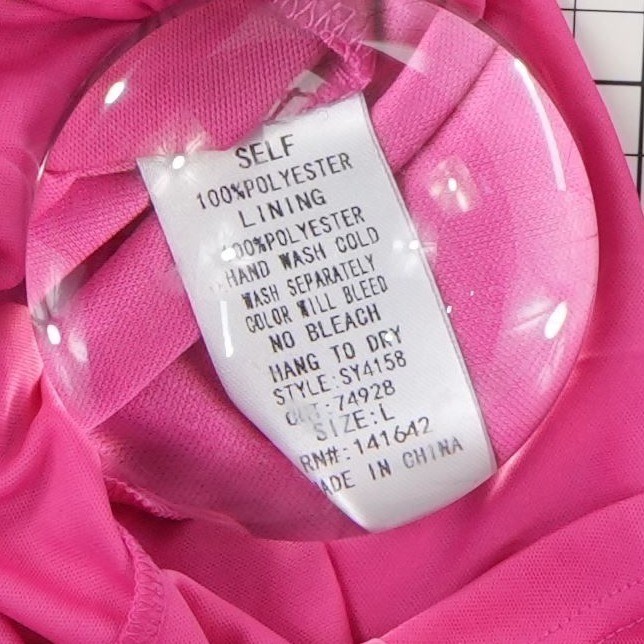 SELF
100%POLYESTER
LINING
100%POLYESTER
HAND WASH COLD
WASH SEPARATELY
COLOR WILL BLEED
NO BLEACH
HANG TO DRY
STYLE:SY4158
74928
SIZE:L
RN#:141642
MADE IN CHINA